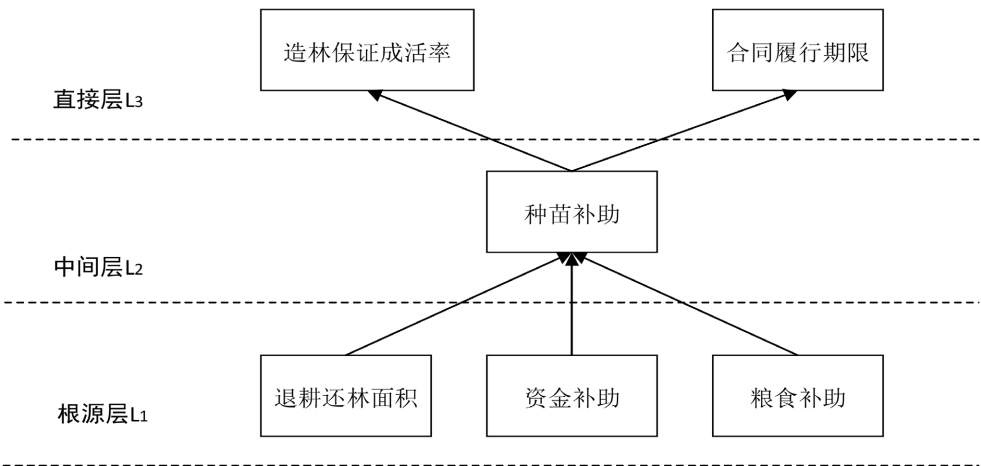 造林保证成活率
合同履行期限
直接层L3
种苗补助
中间层L2
退耕还林面积
资金补助
粮食补助
根源层L1